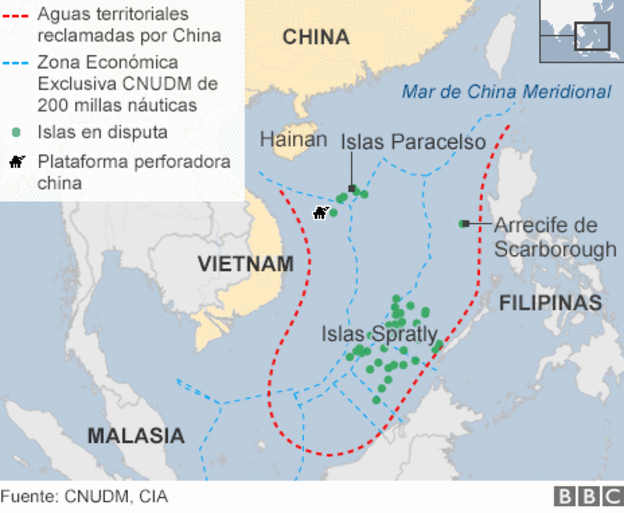 Aguas territoriales
reclamadas por China
Zona Económica
Exclusiva CNUDM de
200 millas náuticas
Islas en disputa
Plataforma perforadora
china
CHINA
Mar de China Meridional
Hainan
Islas Paracelso
Arrecife de
Scarborough
VIETNAM
FILIPINAS
Islas Spratly
MALASIA
Fuente: CNUDM, CIA
BBC